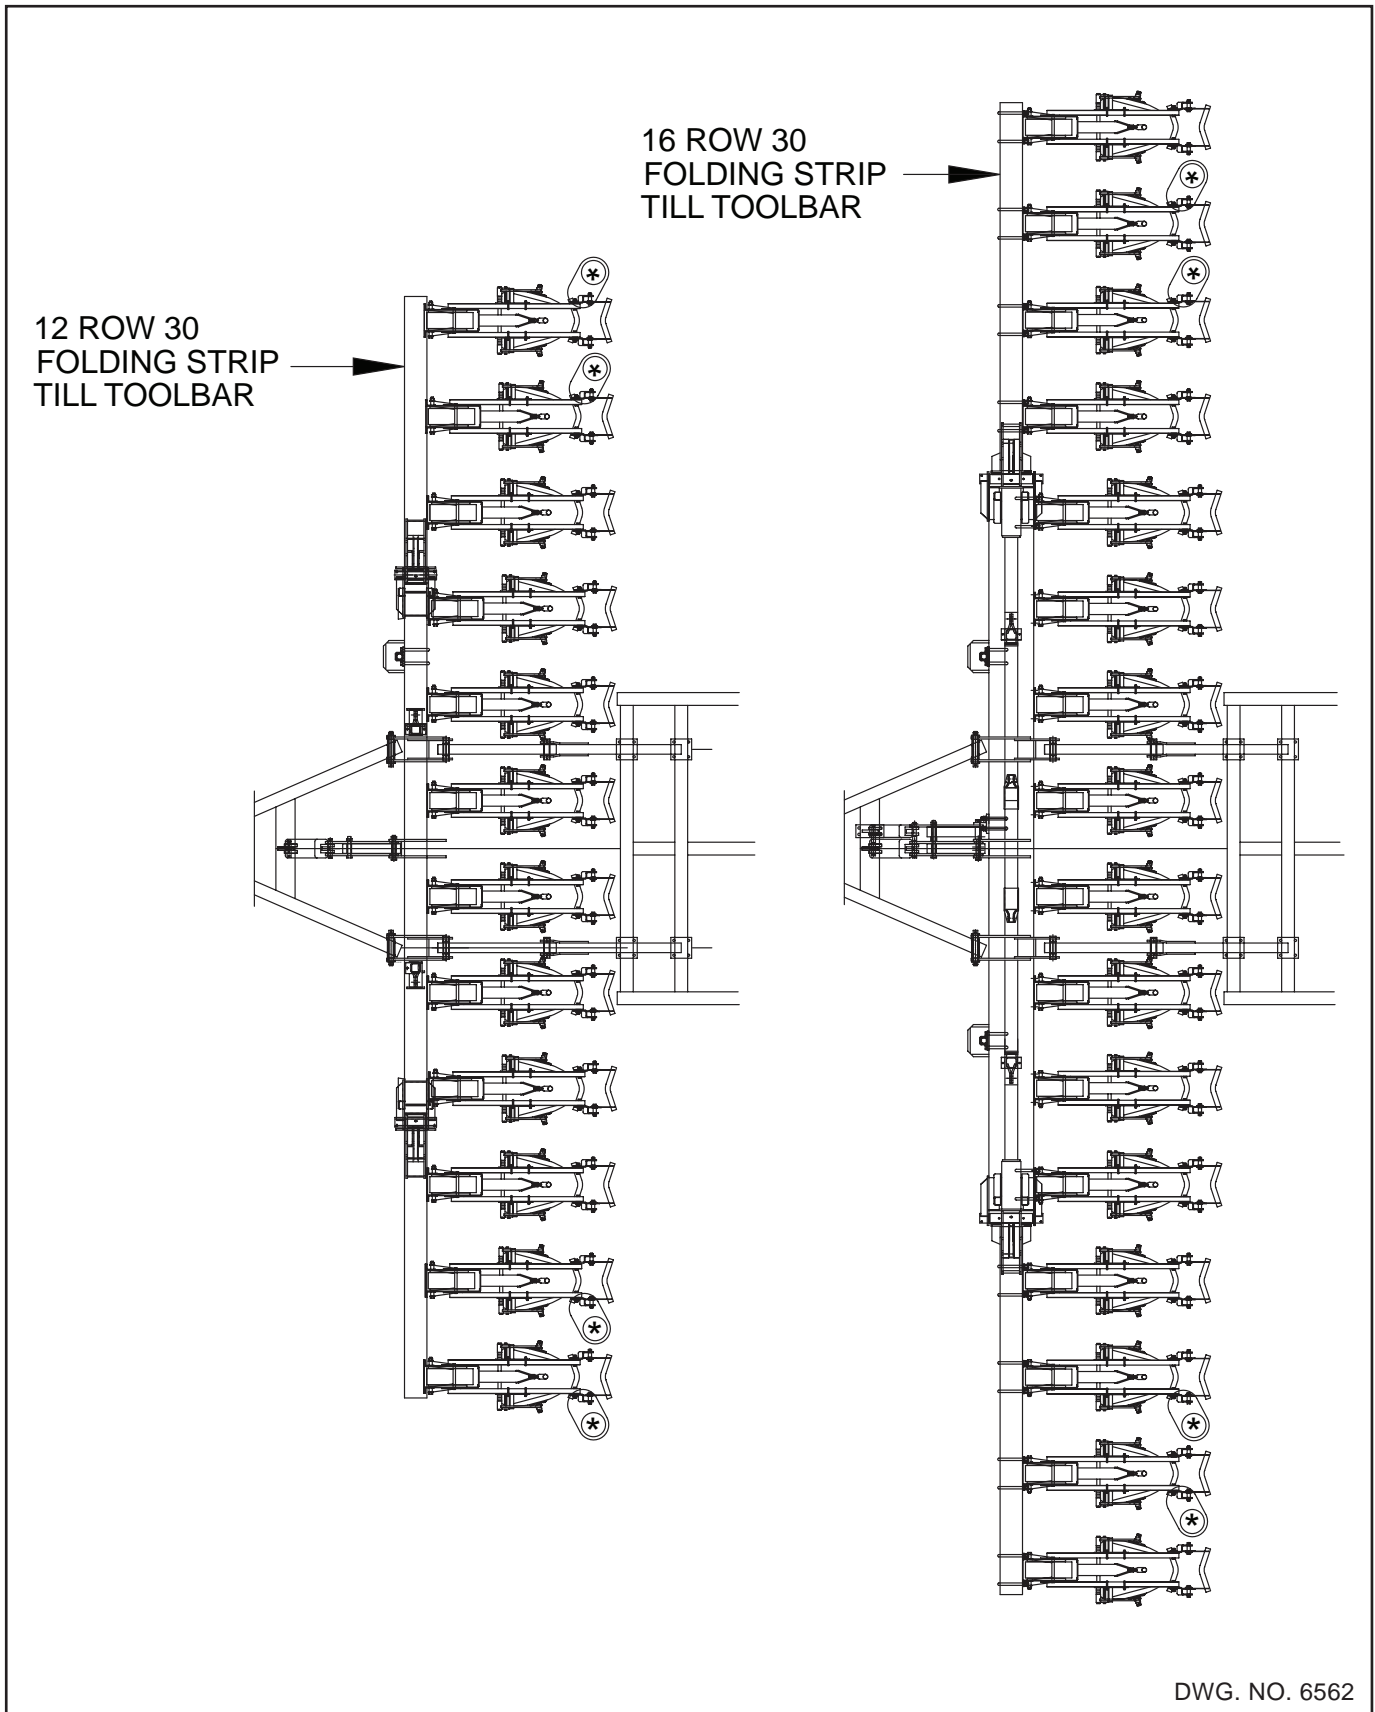 16 ROW 30
FOLDING STRIP
TILL TOOLBAR
12 ROW 30
FOLDING STRIP
TILL TOOLBAR
*
*
*
*
*
*
*
*
DWG. NO. 6562